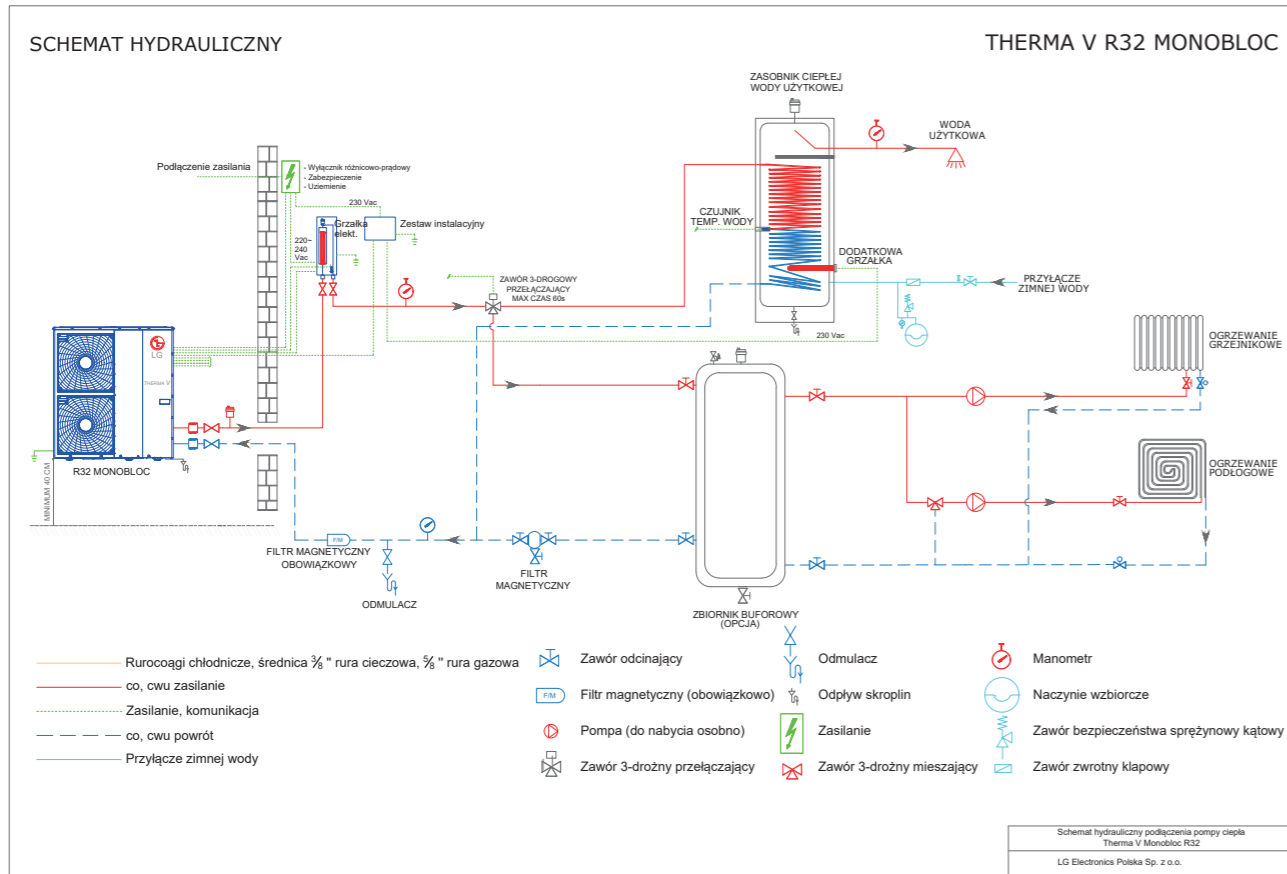 SCHEMAT HYDRAULICZNY
THERMA V R32 MONOBLOC
ZASOBNIK CIEPŁEJ
WODY UŻYTKOWEJ
WODA
UŻYTKOWA
Podłączenie zasilania
- Wyłącznik różnicowo-prądowy
- Zabezpieczenie
- Uziemienie
230 Vac
Grzałka
elekt.
Zestaw instalacyjny
220~
240
Vac
CZUJNIK
TEMP. WODY
DODATKOWA
GRZAŁKA
ZAWÓR 3-DROGOWY
PRZEŁĄCZAJĄCY
MAX CZAS 60s
PRZYŁĄCZE
ZIMNEJ WODY
230 Vac
LG
THERMA V
OGRZEWANIE
GRZEJNIKOWE
R32 MONOBLOC
MINIMUM 40 CM
OGRZEWANIE
PODŁOGOWE
F/M
FILTR MAGNETYCZNY
OBOWIĄZKOWY
FILTR
MAGNETYCZNY
ODMULACZ
ZBIORNIK BUFOROWY
(OPCJA)
Rurocoągi chłodnicze, średnica ⅜ " rura cieczowa, ⅝ " rura gazowa
co, cwu zasilanie
Zasilanie, komunikacja
co, cwu powrót
Przyłącze zimnej wody
Zawór odcinający
F/M
Filtr magnetyczny (obowiązkowo)
Pompa (do nabycia osobno)
Zawór 3-drożny przełączający
Odmulacz
Odpływ skroplin
Zasilanie
Zawór 3-drożny mieszający
Manometr
Naczynie wzbiorcze
Zawór bezpieczeństwa sprężynowy kątowy
Zawór zwrotny klapowy
Schemat hydrauliczny podłączenia pompy ciepła
Therma V Monobloc R32
LG Electronics Polska Sp. z o.o.